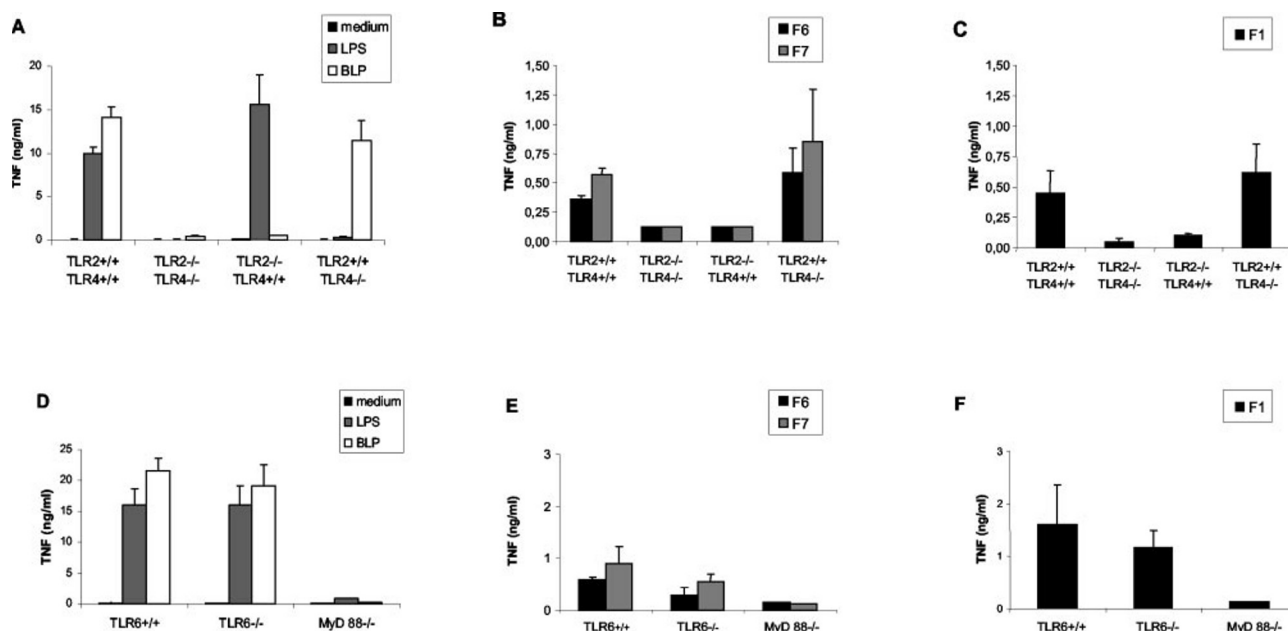 A
medium
LPS
BLP
TNF (ng/ml)
20
15
10
5
0
TLR2+/+ TLR2-/- TLR2-/- TLR2+/+
TLR4+/+ TLR4-/- TLR4+/+ TLR4-/-
B
F6
F7
TNF (ng/ml)
1,50
1,25
1,00
0,75
0,50
0,25
0,00
TLR2+/+ TLR2-/- TLR2-/- TLR2+/+
TLR4+/+ TLR4-/- TLR4+/+ TLR4-/-
C
F1
TNF (ng/ml)
1,50
1,25
1,00
0,75
0,50
0,25
0,00
TLR2+/+ TLR2-/- TLR2-/- TLR2+/+
TLR4+/+ TLR4-/- TLR4+/+ TLR4-/-
D
medium
LPS
BLP
TNF (ng/ml)
25
20
15
10
5
0
TLR6+/+ TLR6-/- MyD 88-/-
E
F6
F7
TNF (ng/ml)
3
2
1
0
TLR6+/+ TLR6-/- MyD 88-/-
F
F1
TNF (ng/ml)
3
2
1
0
TLR6+/+ TLR6-/- MyD 88-/-